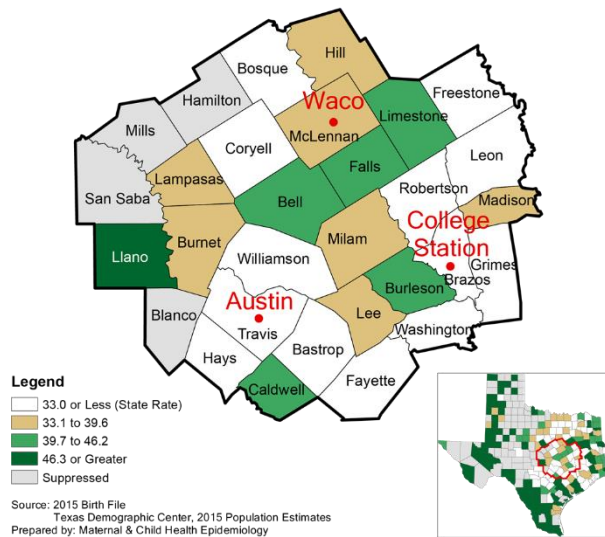 Hill
Bosque
Waco
Freestone
Hamilton
Limestone
McLennan
Mills
Coryell
Leon
Falls
Lampasas
San Saba
Robertson
Madison
Bell
College
Station
Burnet
Milam
Llano
Williamson
Grimes
Burleson
Brazos
Austin
Blanco
Lee
Travis
Washington
Bastrop
Hays
Fayette
Caldwell
Legend
33.0 or Less (State Rate)
33.1 to 39.6
39.7 to 46.2
46.3 or Greater
Suppressed
Source: 2015 Birth File
Texas Demographic Center, 2015 Population Estimates
Prepared by: Maternal & Child Health Epidemiology